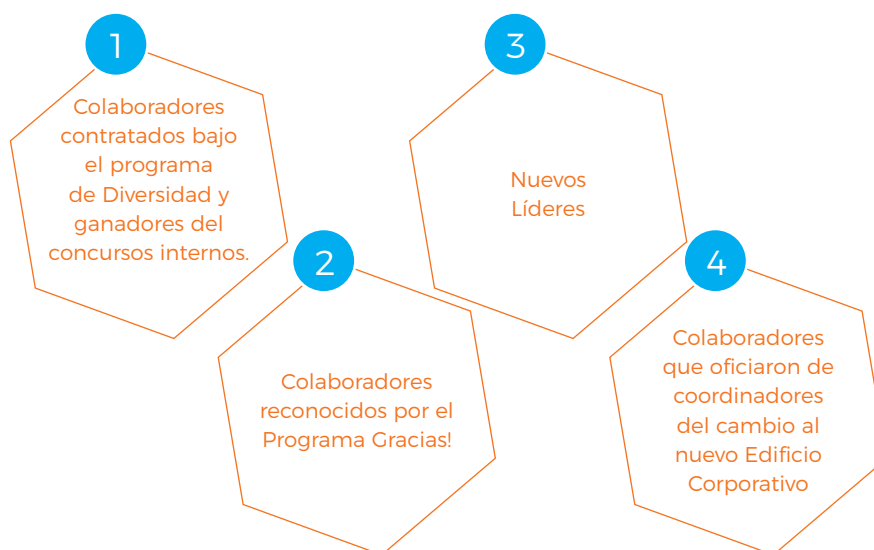 1
Colaboradores
contratados bajo
el programa
de Diversidad y
ganadores del
concursos internos.
2
Colaboradores
reconocidos por el
Programa Gracias!
3
Nuevos
Líderes
4
Colaboradores
que oficiaron de
coordinadores
del cambio al
nuevo Edificio
Corporativo